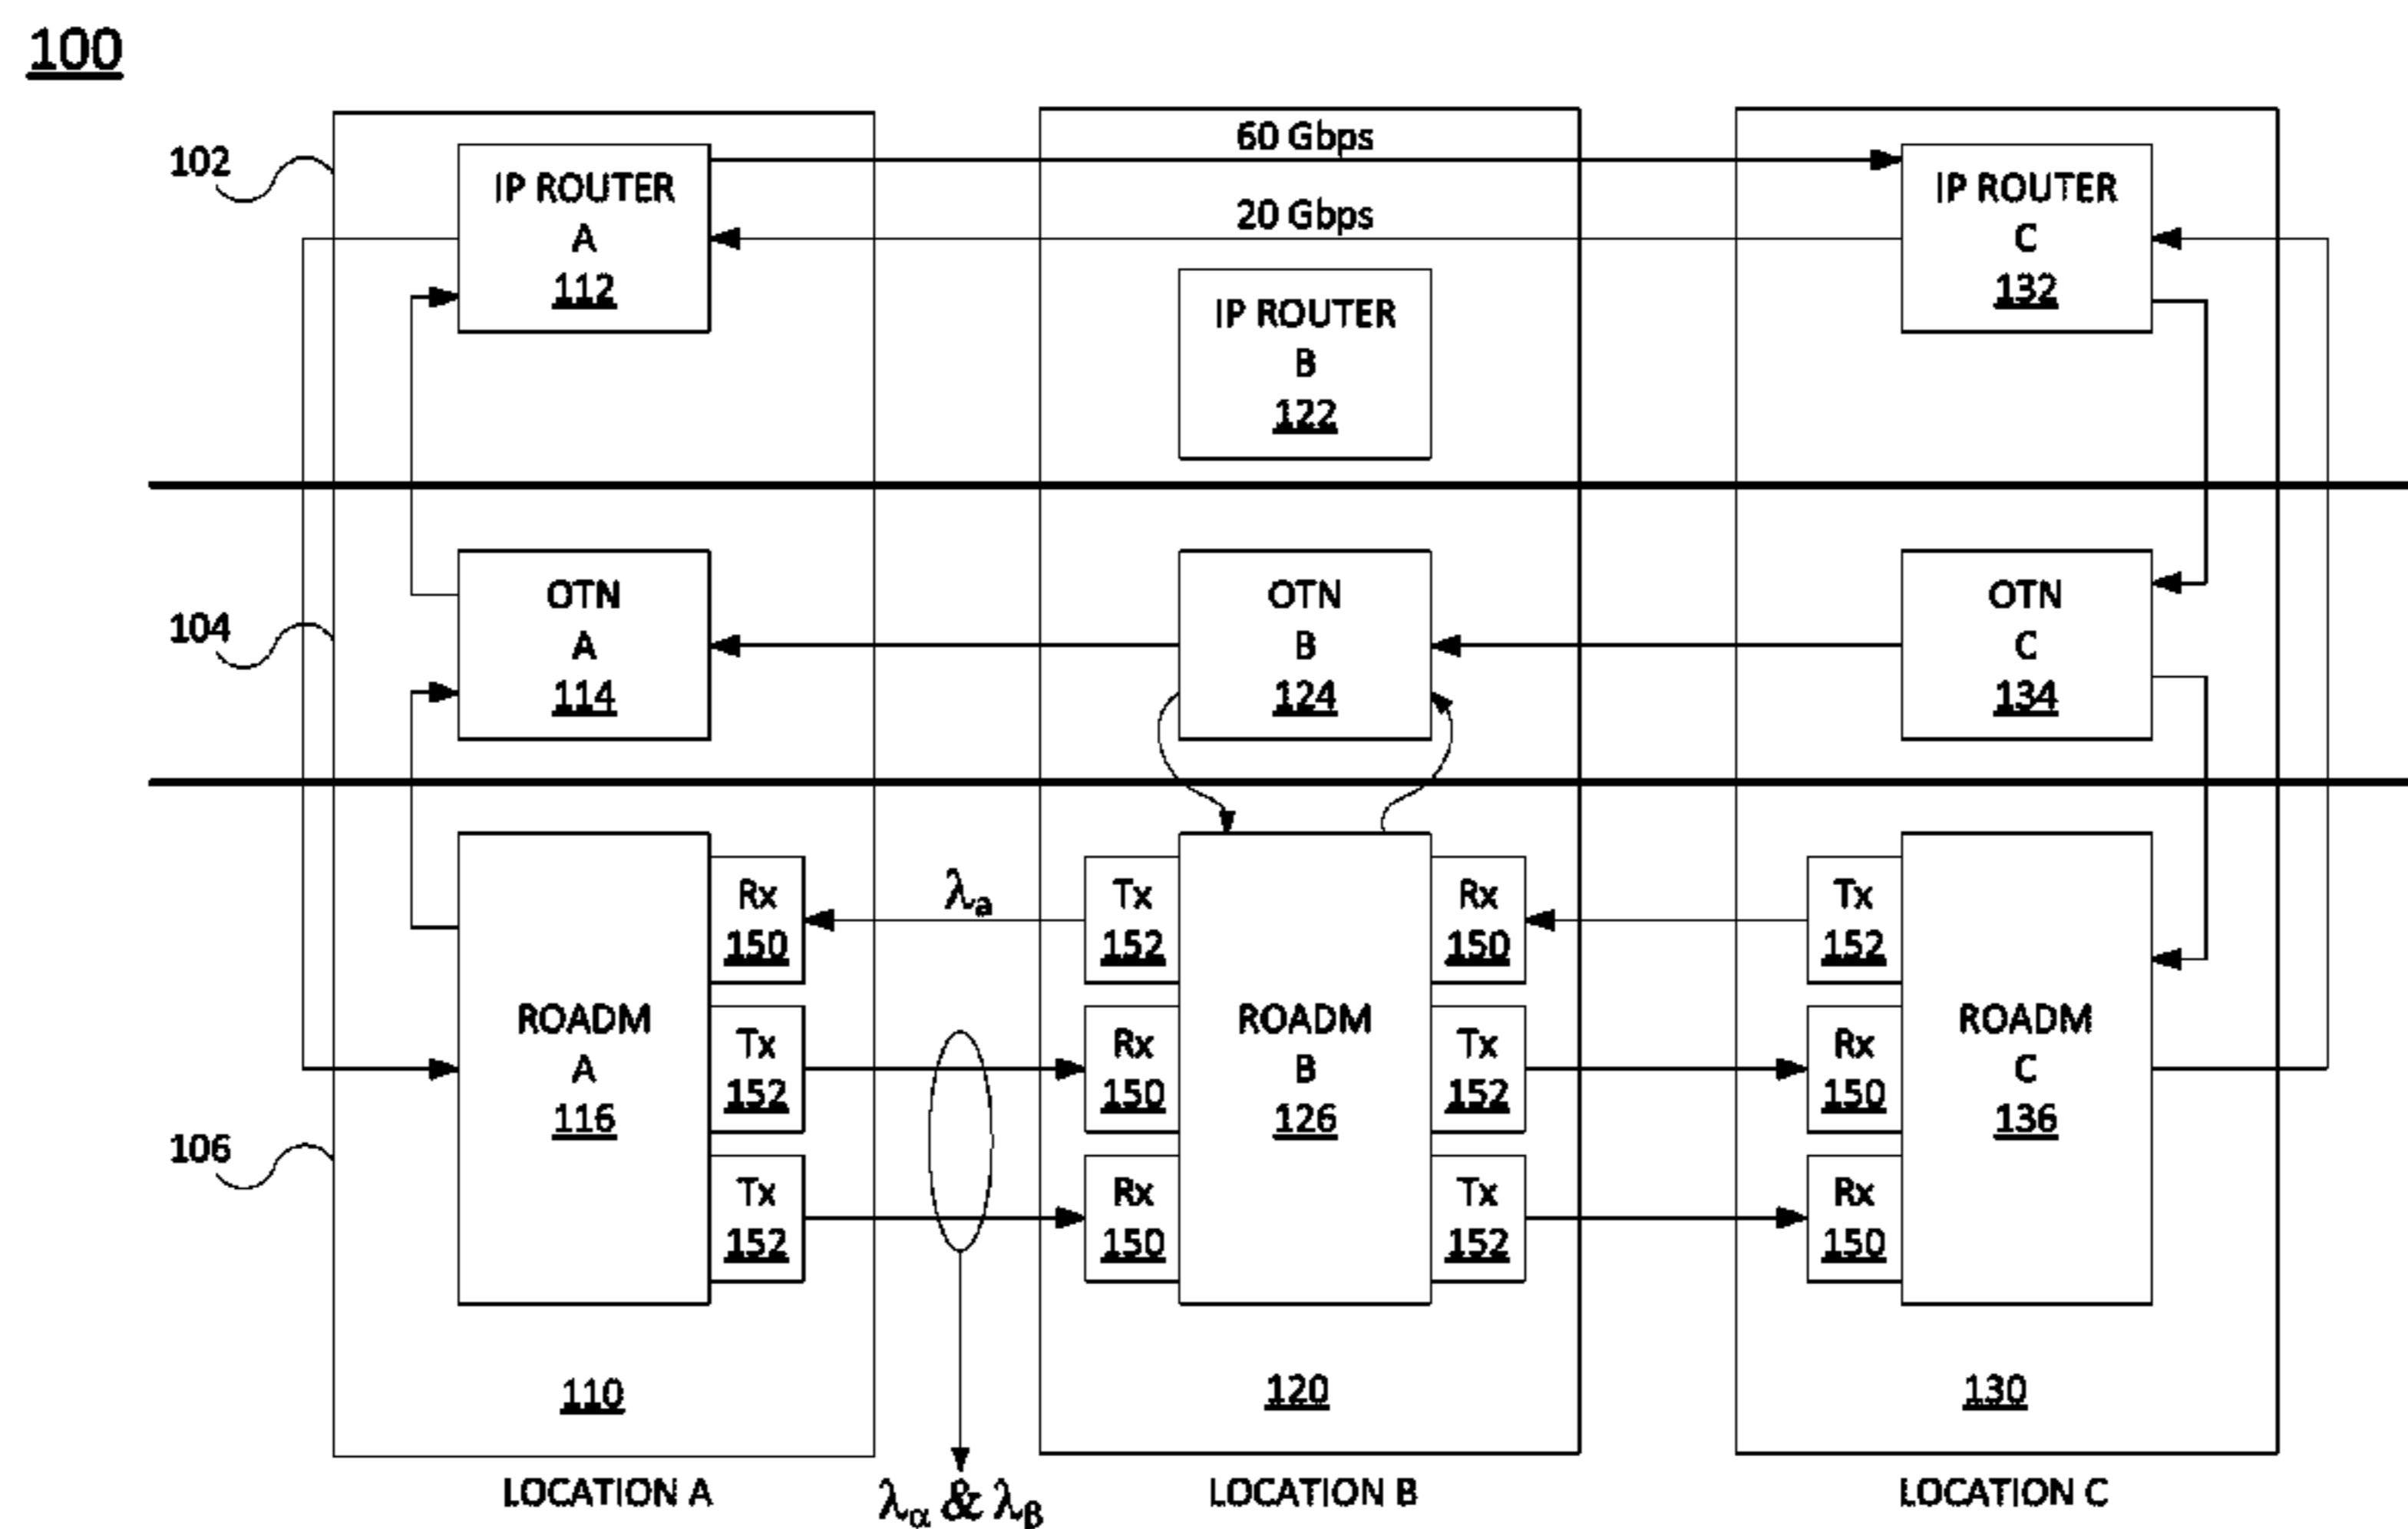 100
60 Gbps
102
IP ROUTER
A
112
20 Gbps
IP ROUTER
B
122
IP ROUTER
C
132
104
OTN
A
114
OTN
B
124
OTN
C
134
106
ROADM
A
116
Rx
150
Tx
152
Tx
152
λa
λα & λβ
Tx
152
Rx
150
Rx
150
ROADM
B
126
Rx
150
Tx
152
Tx
152
Tx
152
Rx
150
Rx
150
ROADM
C
136
110
120
130
LOCATION A
LOCATION B
LOCATION C